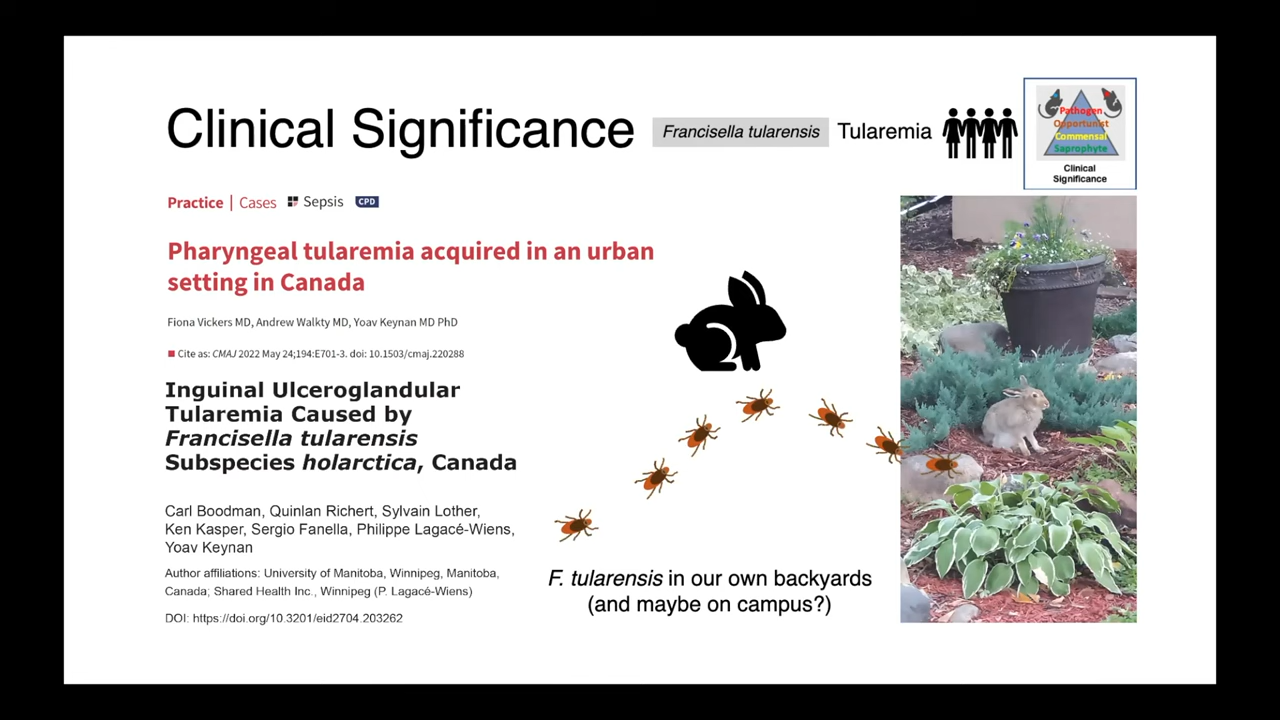 Clinical Significance
Francisella tularensis
Tularemia
Pathogen
Opportunist
Commensal
Saprophyte
Clinical
Significance
Practice | Cases Sepsis CPD
Pharyngeal tularemia acquired in an urban
setting in Canada
Fiona Vickers MD, Andrew Walkty MD, Yoav Keynan MD PhD
Cite as: CMAJ 2022 May 24;194:E701-3. doi: 10.1503/cmaj.220288
Inguinal Ulceroglandular
Tularemia Caused by
Francisella tularensis
Subspecies holarctica, Canada
Carl Boodman, Quinlan Richert, Sylvain Lother,
Ken Kasper, Sergio Fanella, Philippe Lagacé-Wiens,
Yoav Keynan
Author affiliations: University of Manitoba, Winnipeg, Manitoba,
Canada; Shared Health Inc., Winnipeg (P. Lagacé-Wiens)
DOI: https://doi.org/10.3201/eid2704.203262
F. tularensis in our own backyards
(and maybe on campus?)